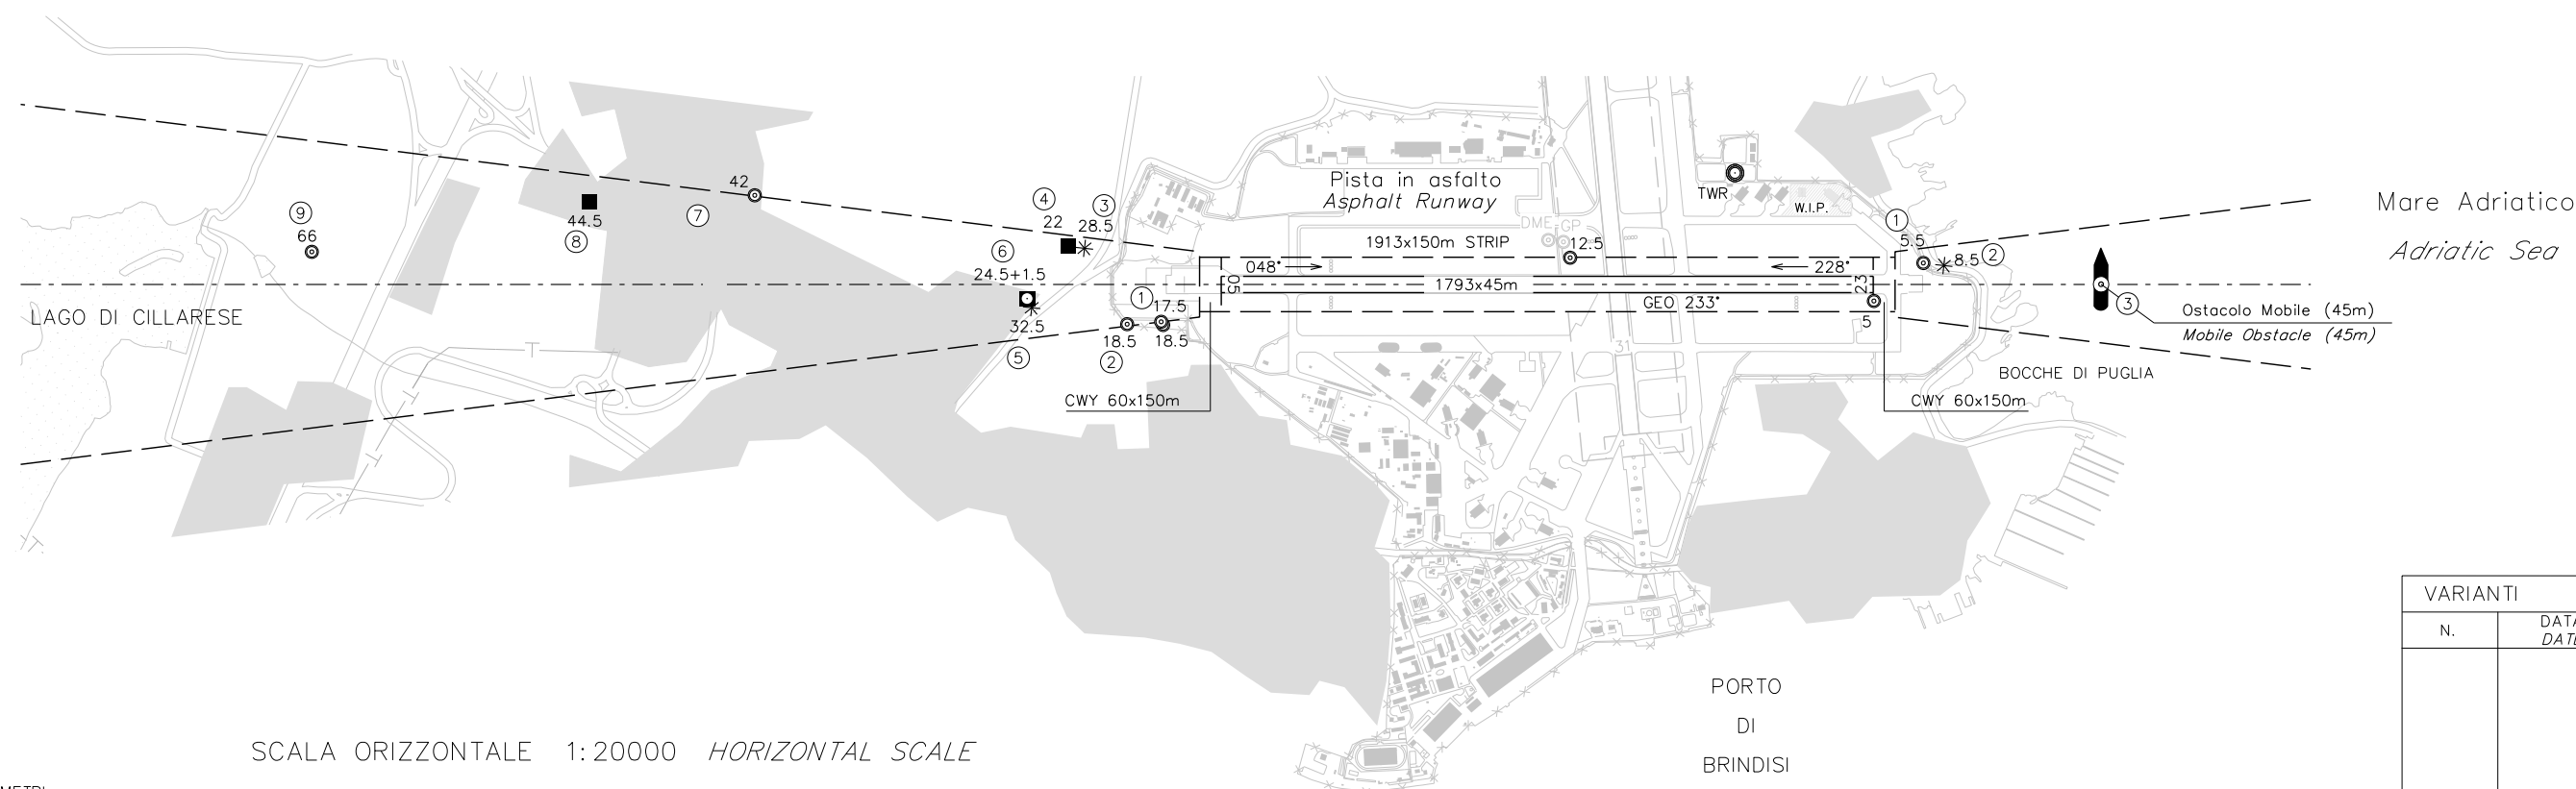 9
66
44.5
8
42
7
4
3
22
28.5
6
24.5+1.5
32.5
5
1
17.5
18.5
18.5
2
CWY 60x150m
Pista in asfalto
Asphalt Runway
DME GP
1913x150m STRIP
12.5
048°
228°
05
1793x45m
23
GEO 233°
5
31
TWR
W.I.P.
1
5.5
8.5
2
CWY 60x150m
BOCCHE DI PUGLIA
3
Ostacolo Mobile (45m)
Mobile Obstacle (45m)
Mare Adriatico
Adriatic Sea
LAGO DI CILLARESE
PORTO
DI
BRINDISI
SCALA ORIZZONTALE 1:20000 HORIZONTAL SCALE
VARIANTI
N.